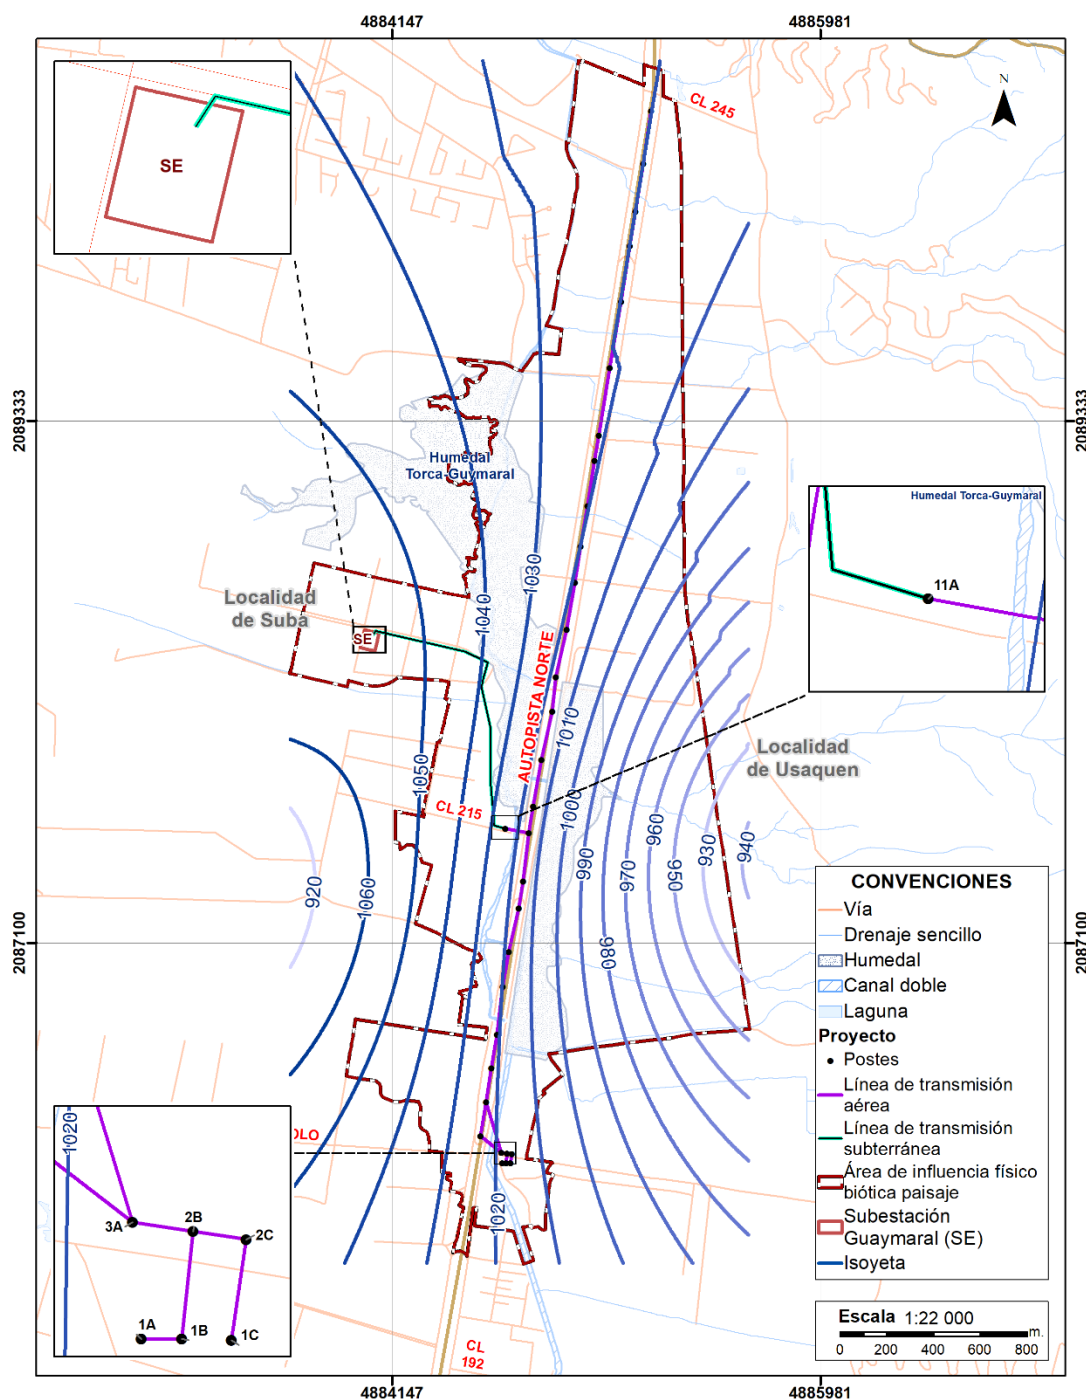 4884147
4885981
SE
CL 245
N
2089333
2089333
Humedal
Torca-Guymaral
Humedal Torca-Guymaral
11A
1030
1040
Localidad
de Suba
SE
AUTOPISTA NORTE
1010
1050
CL 215
1000
Localidad
de Usaquen
990
980
970
960
950
930
940
920
1060
2087100
2087100
CONVENCIONES
Vía
Drenaje sencillo
Humedal
Canal doble
Laguna
Proyecto
Postes
Línea de transmisión
aérea
Línea de transmisión
subterránea
Área de influencia físico
biótica paisaje
Subestación
Guaymaral (SE)
Isoyeta
1020
3A
2B
2C
1A
1B
1C
OLO
1020
CL
192
Escala 1:22 000
m.
0 200 400 600 800
4884147
4885981